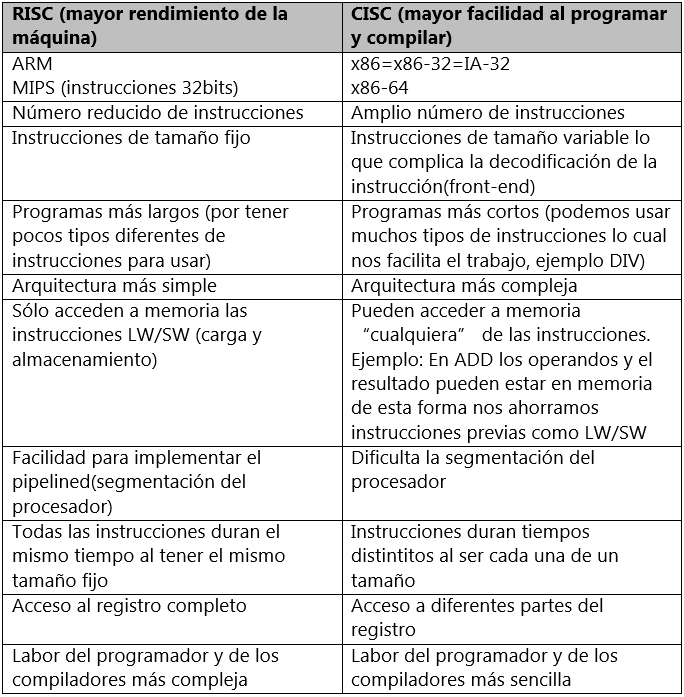 RISC (mayor rendimiento de la
máquina)
CISC (mayor facilidad al programar
y compilar)
ARM
MIPS (instrucciones 32bits)
x86=x86-32=IA-32
x86-64
Número reducido de instrucciones
Amplio número de instrucciones
Instrucciones de tamaño fijo
Instrucciones de tamaño variable lo
que complica la decodificación de la
instrucción(front-end)
Programas más largos (por tener
pocos tipos diferentes de
instrucciones para usar)
Programas más cortos (podemos usar
muchos tipos de instrucciones lo cual
nos facilita el trabajo, ejemplo DIV)
Arquitectura más simple
Arquitectura más compleja
Sólo acceden a memoria las
instrucciones LW/SW (carga y
almacenamiento)
Pueden acceder a memoria
“cualquiera” de las instrucciones.
Ejemplo: En ADD los operandos y el
resultado pueden estar en memoria
de esta forma nos ahorramos
instrucciones previas como LW/SW
Facilidad para implementar el
pipelined(segmentación del
procesador)
Dificulta la segmentación del
procesador
Todas las instrucciones duran el
mismo tiempo al tener el mismo
tamaño fijo
Instrucciones duran tiempos
distintitos al ser cada una de un
tamaño
Acceso al registro completo
Acceso a diferentes partes del
registro
Labor del programador y de los
compiladores más compleja
Labor del programador y de los
compiladores más sencilla